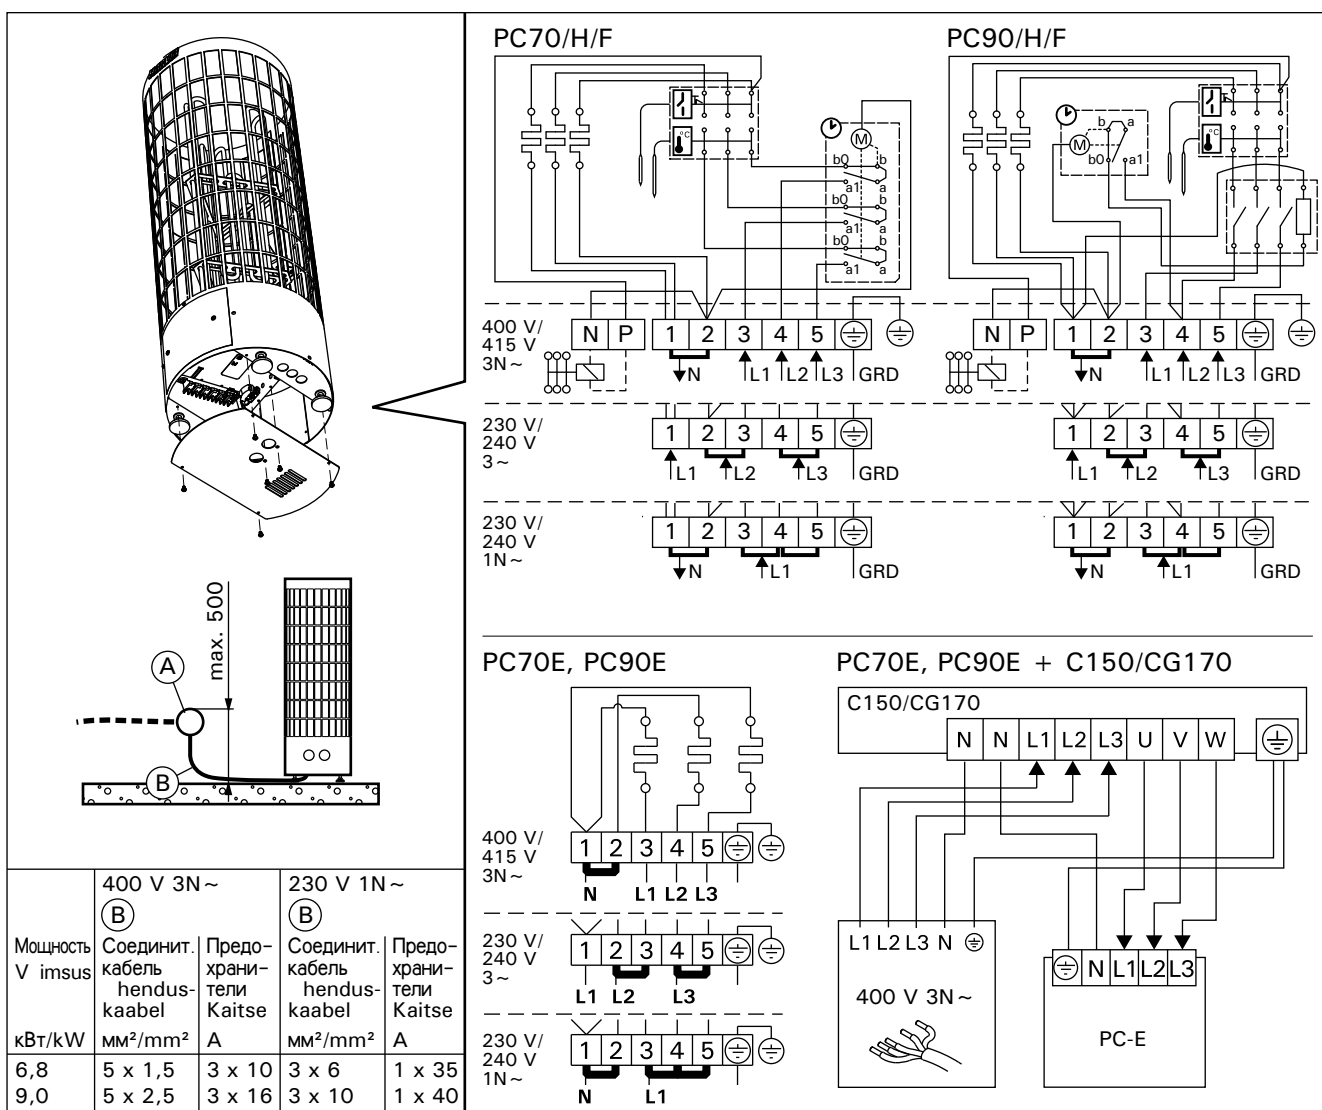 PC70/H/F
b0 b
a1
b0 b
a1 a
b0 b
a1 a
M
°C
400 V/
415 V
3N~
N P 1 2 3 4 5
N L1 L2 L3 GRD
230 V/
240 V
3~
1 2 3 4 5
L1 L2 L3 GRD
230 V/
240 V
1N~
1 2 3 4 5
N L1 GRD
PC90/H/F
b a
M
b0 a1
°C
N P 1 2 3 4 5
N L1 L2 L3 GRD
1 2 3 4 5
L1 L2 L3 GRD
1 2 3 4 5
N L1 GRD
max. 500
A
B
400 V 3N~ 230 V 1N~
B B
Мощность Соединит. Предо- Соединит. Предо-
V imsus кабель храни- кабель храни-
hendus- тели hendus- тели
kaabel Kaitse kaabel Kaitse
кВт/kW мм²/mm² A мм²/mm² A
6,8 5 x 1,5 3 x 10 3 x 6 1 x 35
9,0 5 x 2,5 3 x 16 3 x 10 1 x 40
PC70E, PC90E
400 V/
415 V
3N~
1 2 3 4 5
N L1 L2 L3
230 V/
240 V
3~
1 2 3 4 5
L1 L2 L3
230 V/
240 V
1N~
1 2 3 4 5
N L1
PC70E, PC90E + C150/CG170
C150/CG170
N N L1 L2 L3 U V W
L1 L2 L3 N
400 V 3N~
N L1 L2 L3
PC-E